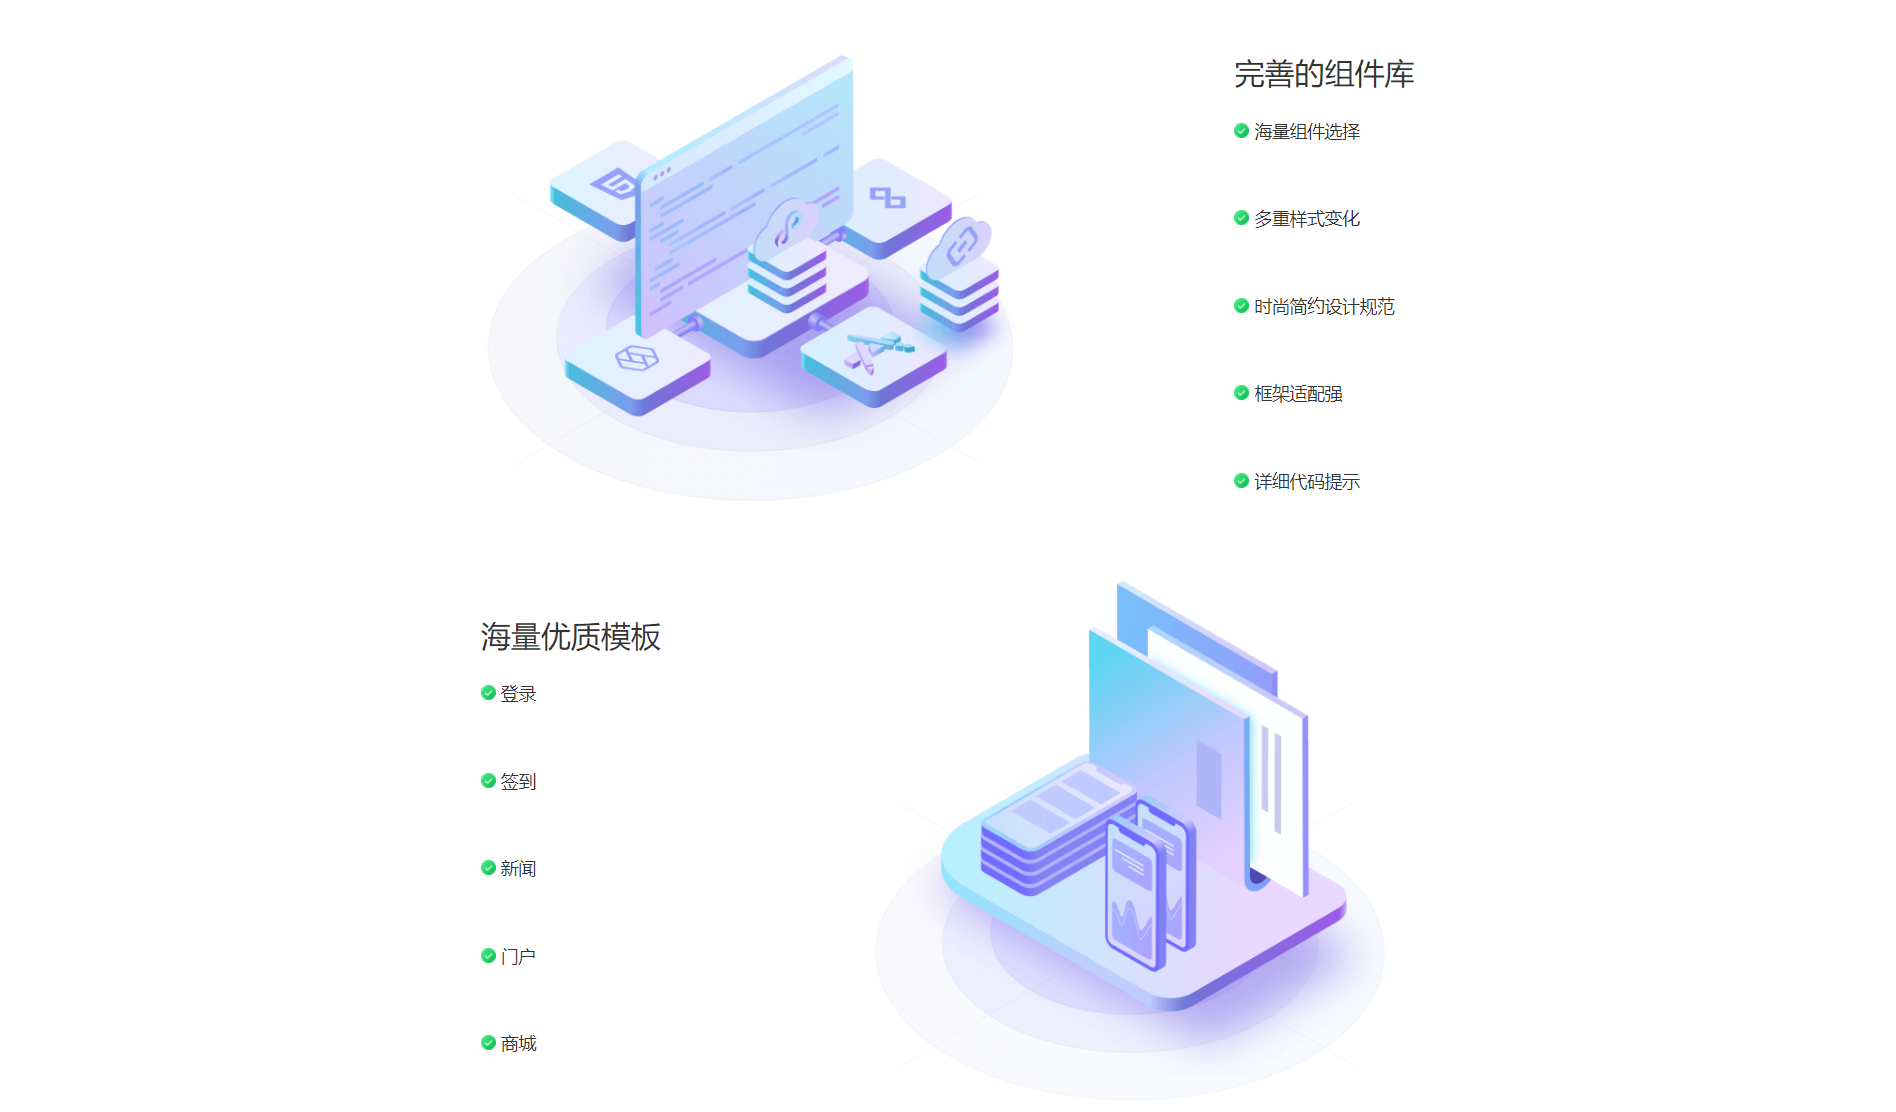 完善的组件库
海量组件选择
多重样式变化
时尚简约设计规范
框架适配强
详细代码提示
海量优质模板
登录
签到
新闻
门户
商城